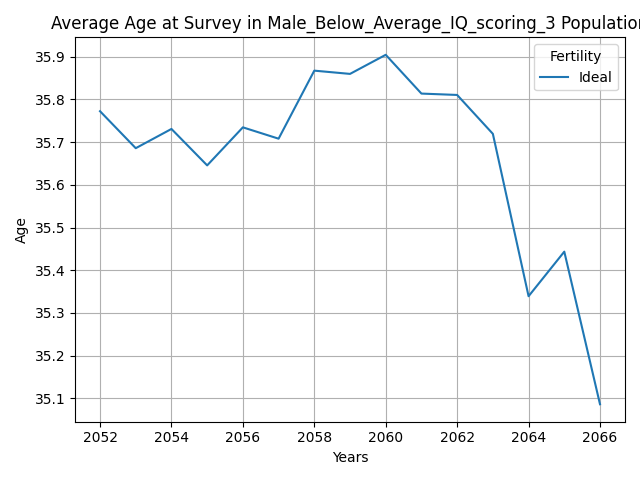 Average Age at Survey in Male_Below_Average_IQ_scoring_3 Population
Fertility
Ideal
35.9
35.8
35.7
35.6
35.5
35.4
35.3
35.2
35.1
Age
2052 2054 2056 2058 2060 2062 2064 2066
Years